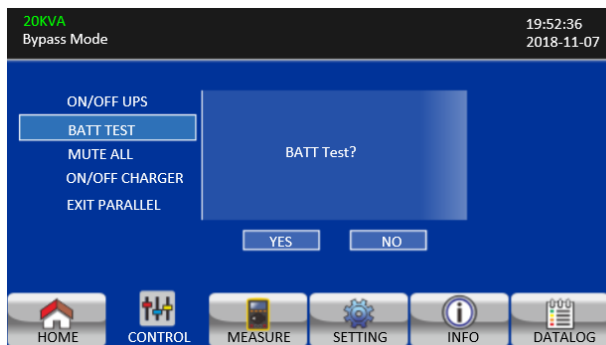 20KVA
Bypass Mode
19:52:36
2018-11-07
ON/OFF UPS
BATT TEST
MUTE ALL
ON/OFF CHARGER
EXIT PARALLEL
BATT Test?
YES NO
HOME CONTROL MEASURE SETTING INFO DATALOG